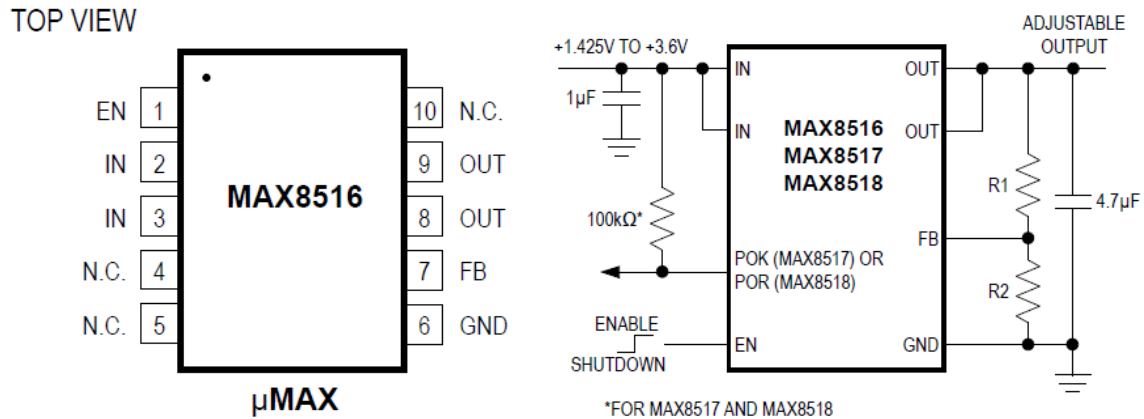 TOP VIEW
EN 1
IN 2
IN 3
N.C. 4
N.C. 5
MAX8516
10 N.C.
9 OUT
8 OUT
7 FB
6 GND
µMAX
+1.425V TO +3.6V
1µF
100kΩ*
ENABLE
SHUTDOWN
IN
IN
MAX8516
MAX8517
MAX8518
POK (MAX8517) OR
POR (MAX8518)
EN
OUT
OUT
FB
GND
ADJUSTABLE
OUTPUT
R1
4.7µF
R2
*FOR MAX8517 AND MAX8518